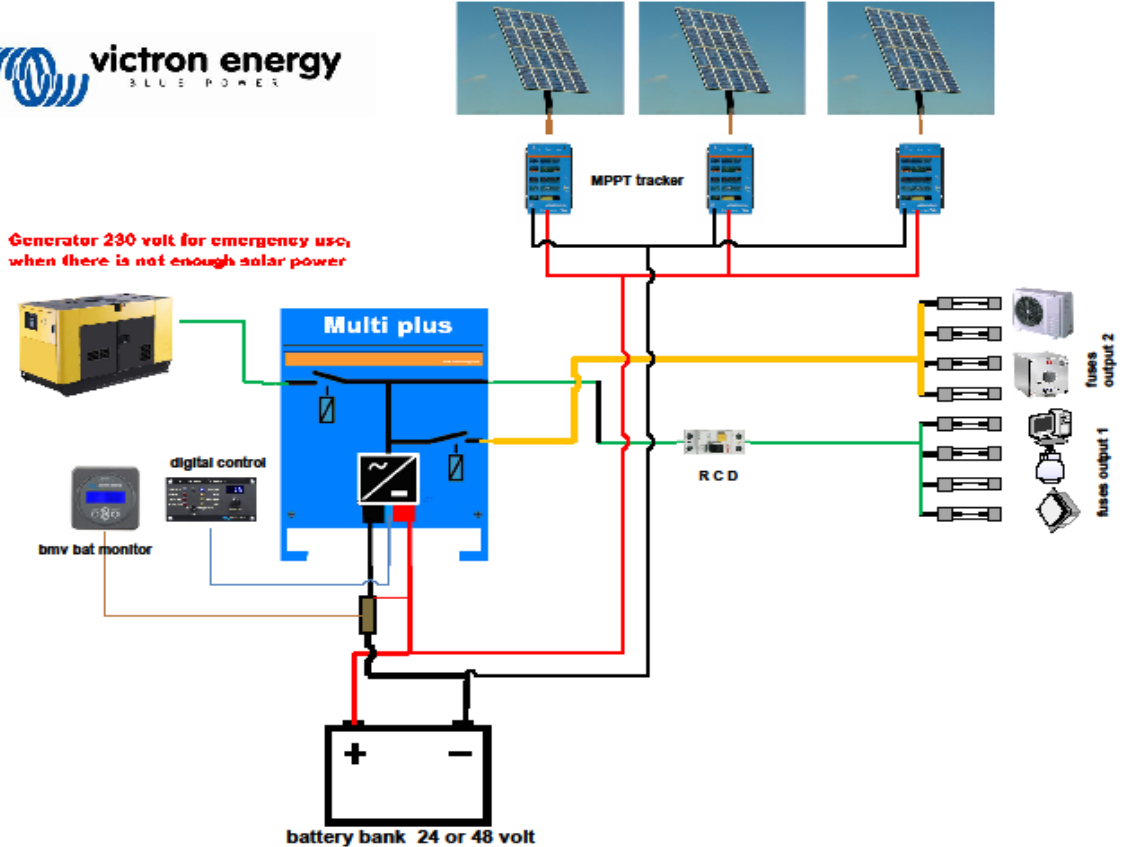 victron energy
BLUE POWER
MPPT tracker
Generator 230 volt for emergency use,
when there is not enough solar power
Multi plus
fuses
output 2
digital control
R C D
fuses output 1
bmv bat monitor
+
−
battery bank 24 or 48 volt